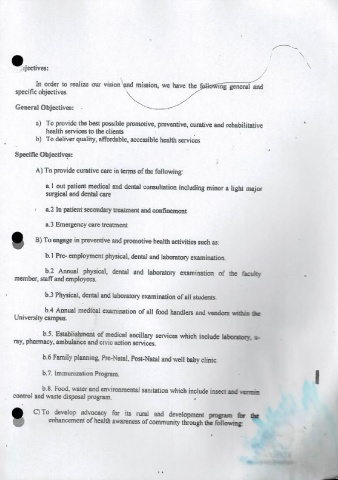 jectives:
In order to realize our vision and mission, we have the following general and
specific objectives.
General Objectives:
a) To provide the best possible promotive, preventive, curative and rehabilitative
health services to the clients
b) To deliver quality, affordable, accessible health services
Specific Objectives:
A) To provide curative care in terms of the following:
a.1 out patient medical and dental consultation including minor & light major
surgical and dental care
a.2 In patient secondary treatment and confinement
a.3 Emergency care treatment
B) To engage in preventive and promotive health activities such as:
b.1 Pre- employment physical, dental and laboratory examination.
b.2 Annual physical, dental and laboratory examination of the faculty
member, staff and employees.
b.3 Physical, dental and laboratory examination of all students.
b.4 Annual medical examination of all food handlers and vendors within the
University campus.
b.5. Establishment of medical ancillary services which include laboratory, x-
ray, pharmacy, ambulance and civic action services.
b.6 Family planning, Pre-Natal, Post-Natal and well baby clinic.
b.7. Immunization Program.
b.8. Food, water and environmental sanitation which include insect and vermin
control and waste disposal program.
C) To develop advocacy for its rural and development program for the
enhancement of health awareness of community through the following: